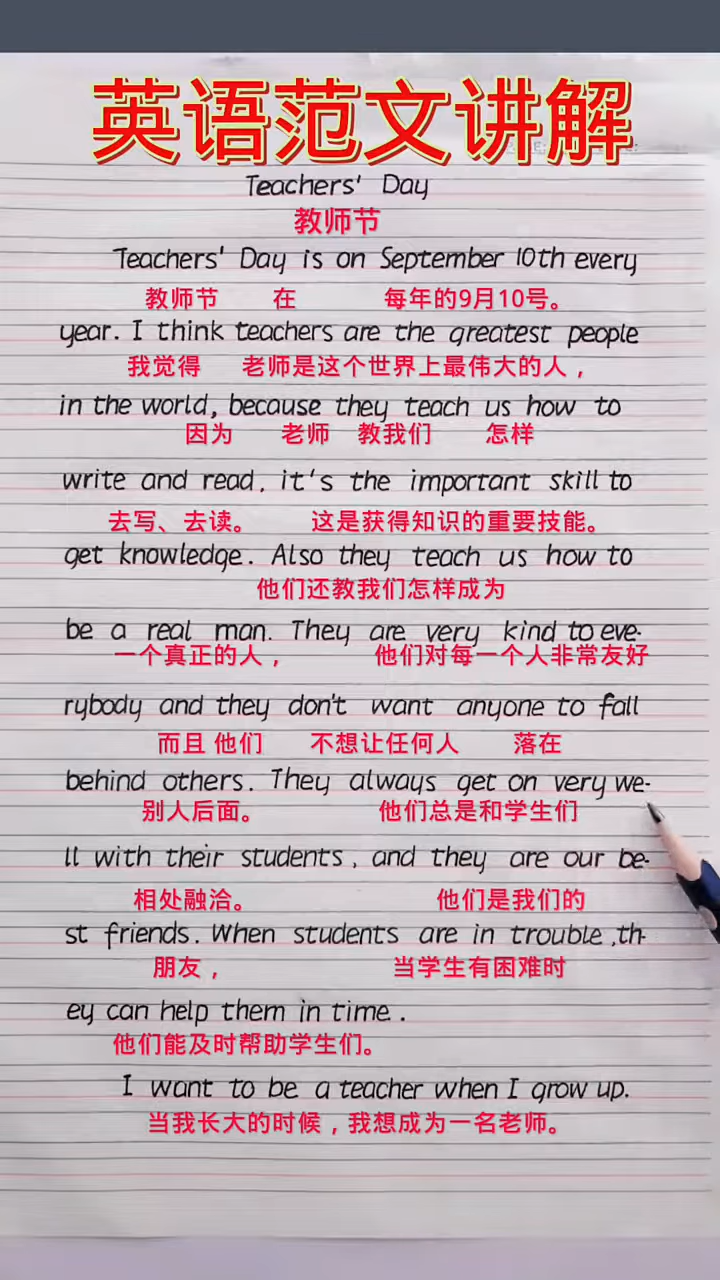 英语范文讲解
Teachers' Day
教师节
Teachers' Day is on September 10th every
教师节 在 每年的9月10号。
year. I think teachers are the greatest people
我觉得 老师是这个世界上最伟大的人，
in the world, because they teach us how to
因为 老师 教我们 怎样
write and read, it's the important skill to
去写、去读。 这是获得知识的重要技能。
get knowledge. Also they teach us how to
他们还教我们怎样成为
be a real man. They are very kind to eve-
一个真正的人， 他们对每一个人非常友好
rybody and they don't want anyone to fall
而且 他们 不想让任何人 落在
behind others. They always get on very we-
别人后面。 他们总是和学生们
ll with their students, and they are our be-
相处融洽。 他们是我们的
st friends. When students are in trouble, th-
朋友， 当学生有困难时
ey can help them in time.
他们能及时帮助学生们。
I want to be a teacher when I grow up.
当我长大的时候，我想成为一名老师。